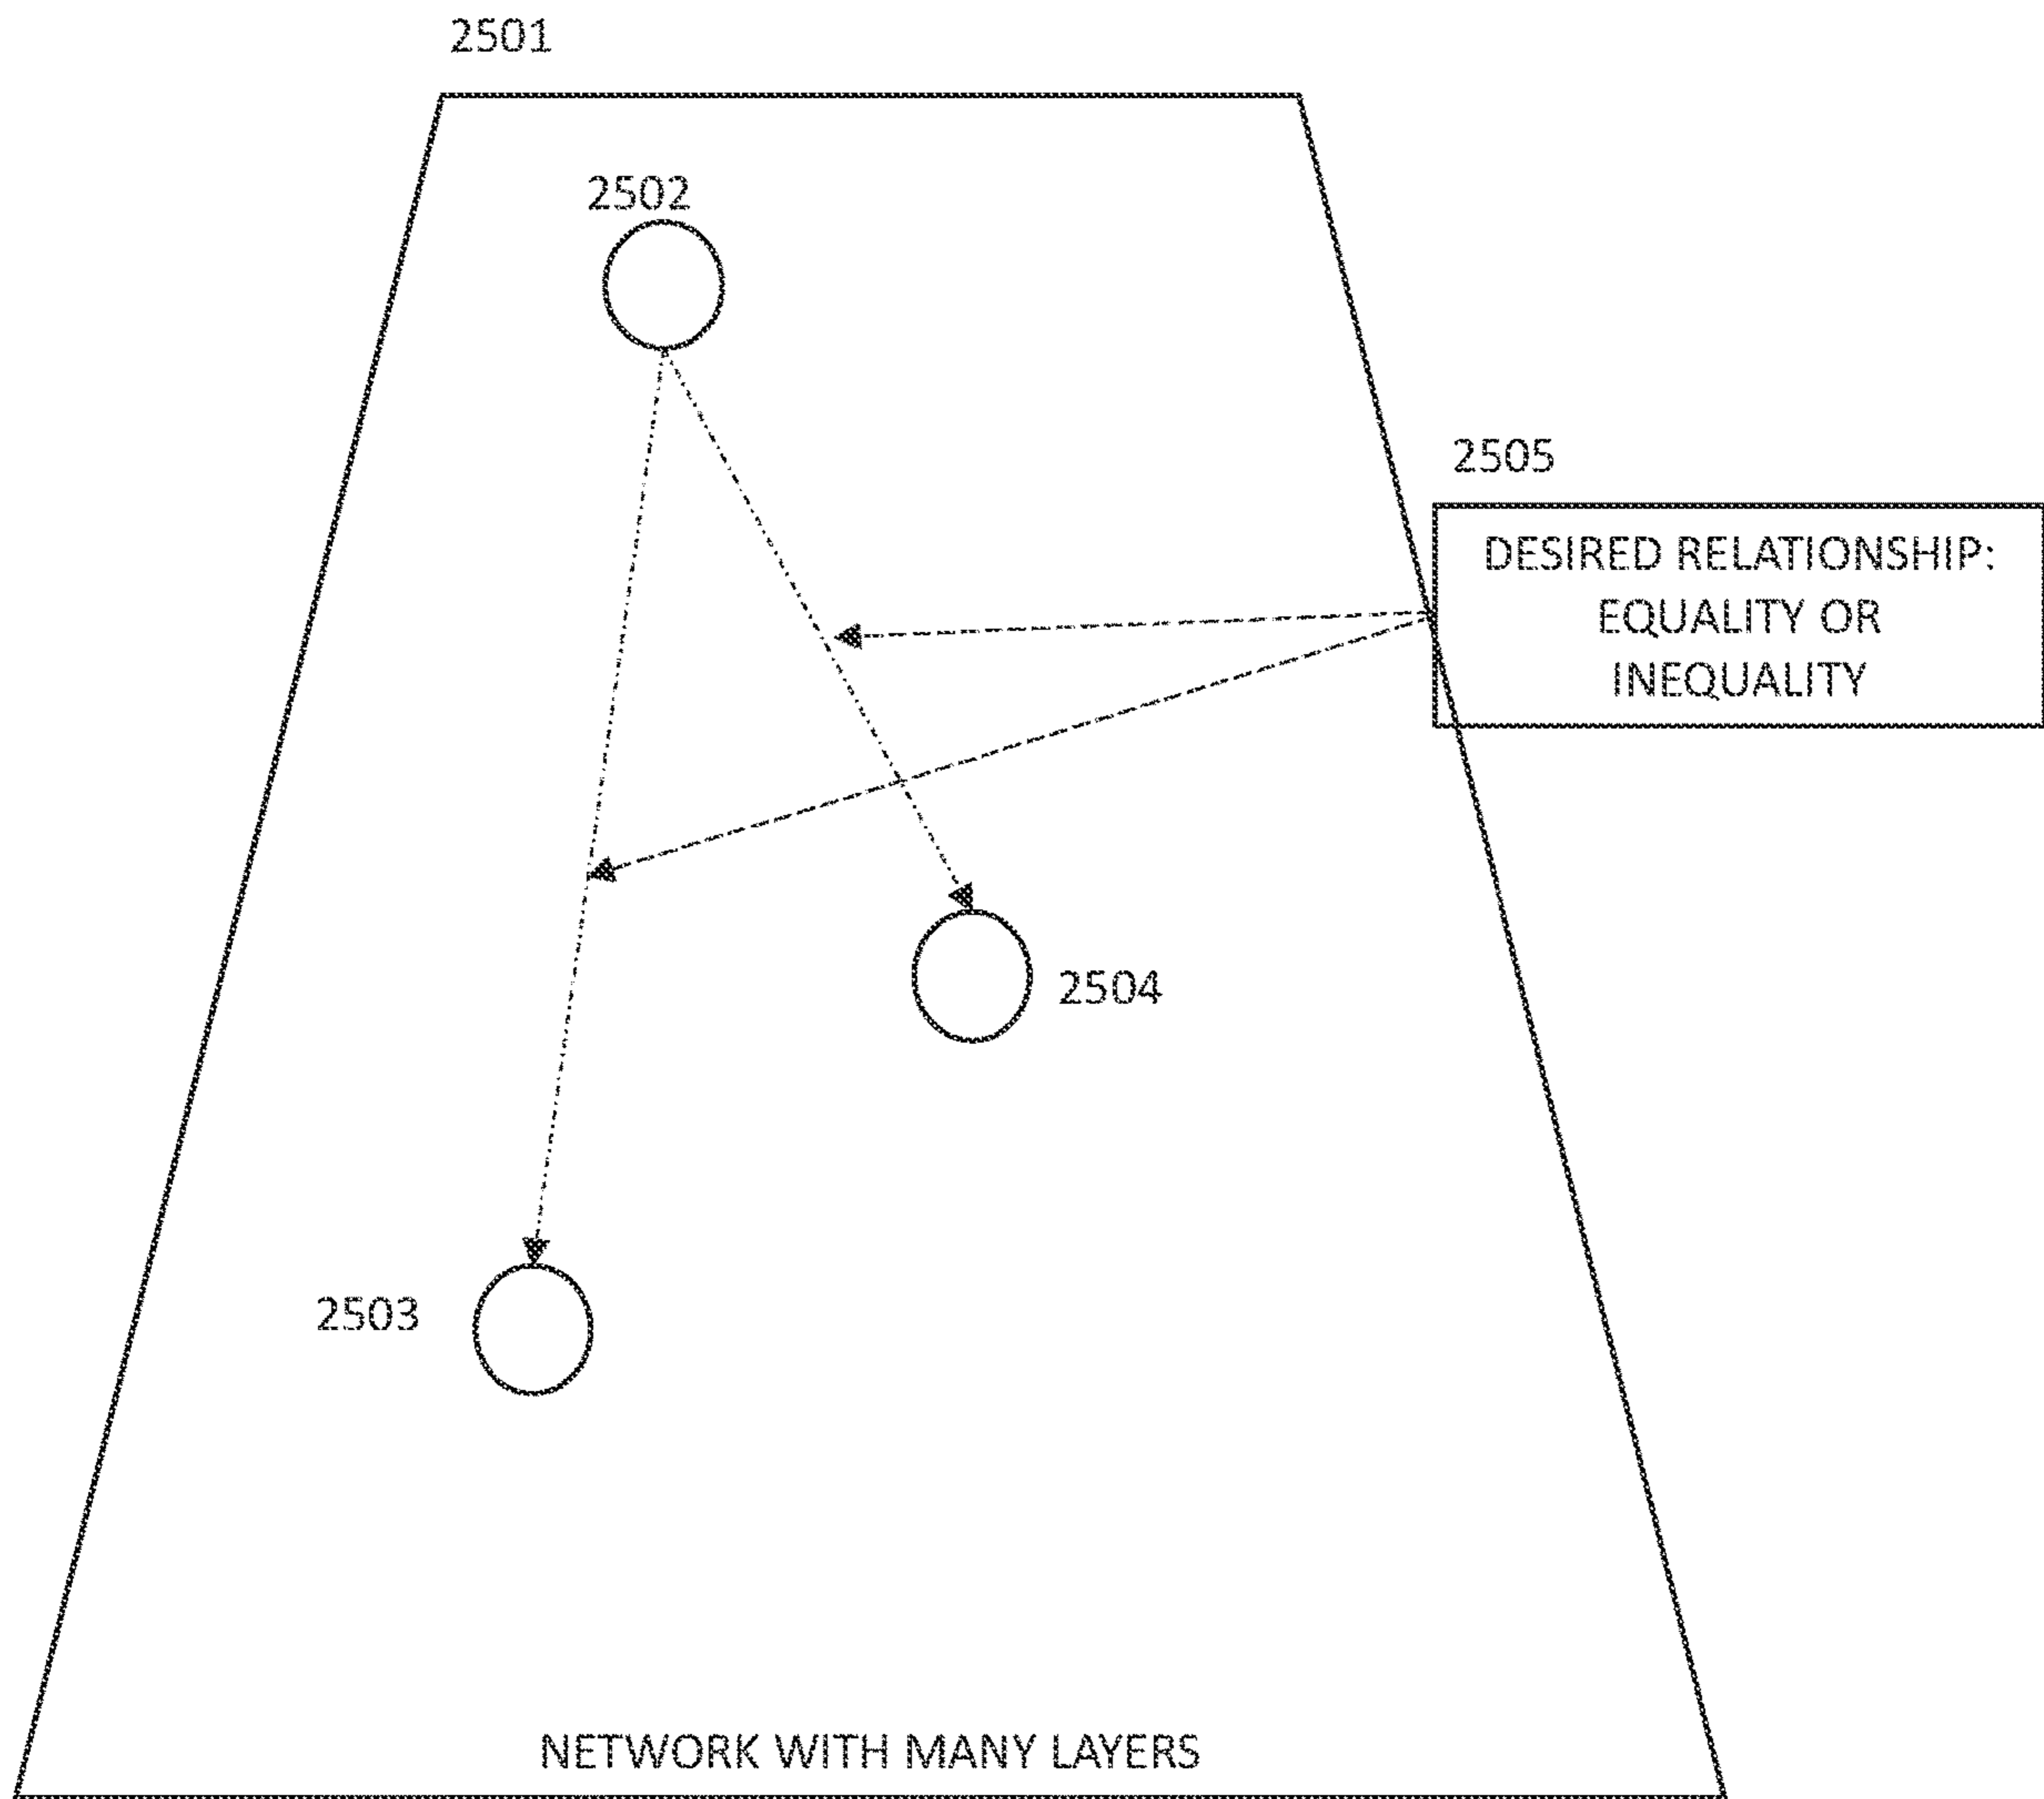 2501
2502
2505
DESIRED RELATIONSHIP:
EQUALITY OR
INEQUALITY
2504
2503
NETWORK WITH MANY LAYERS